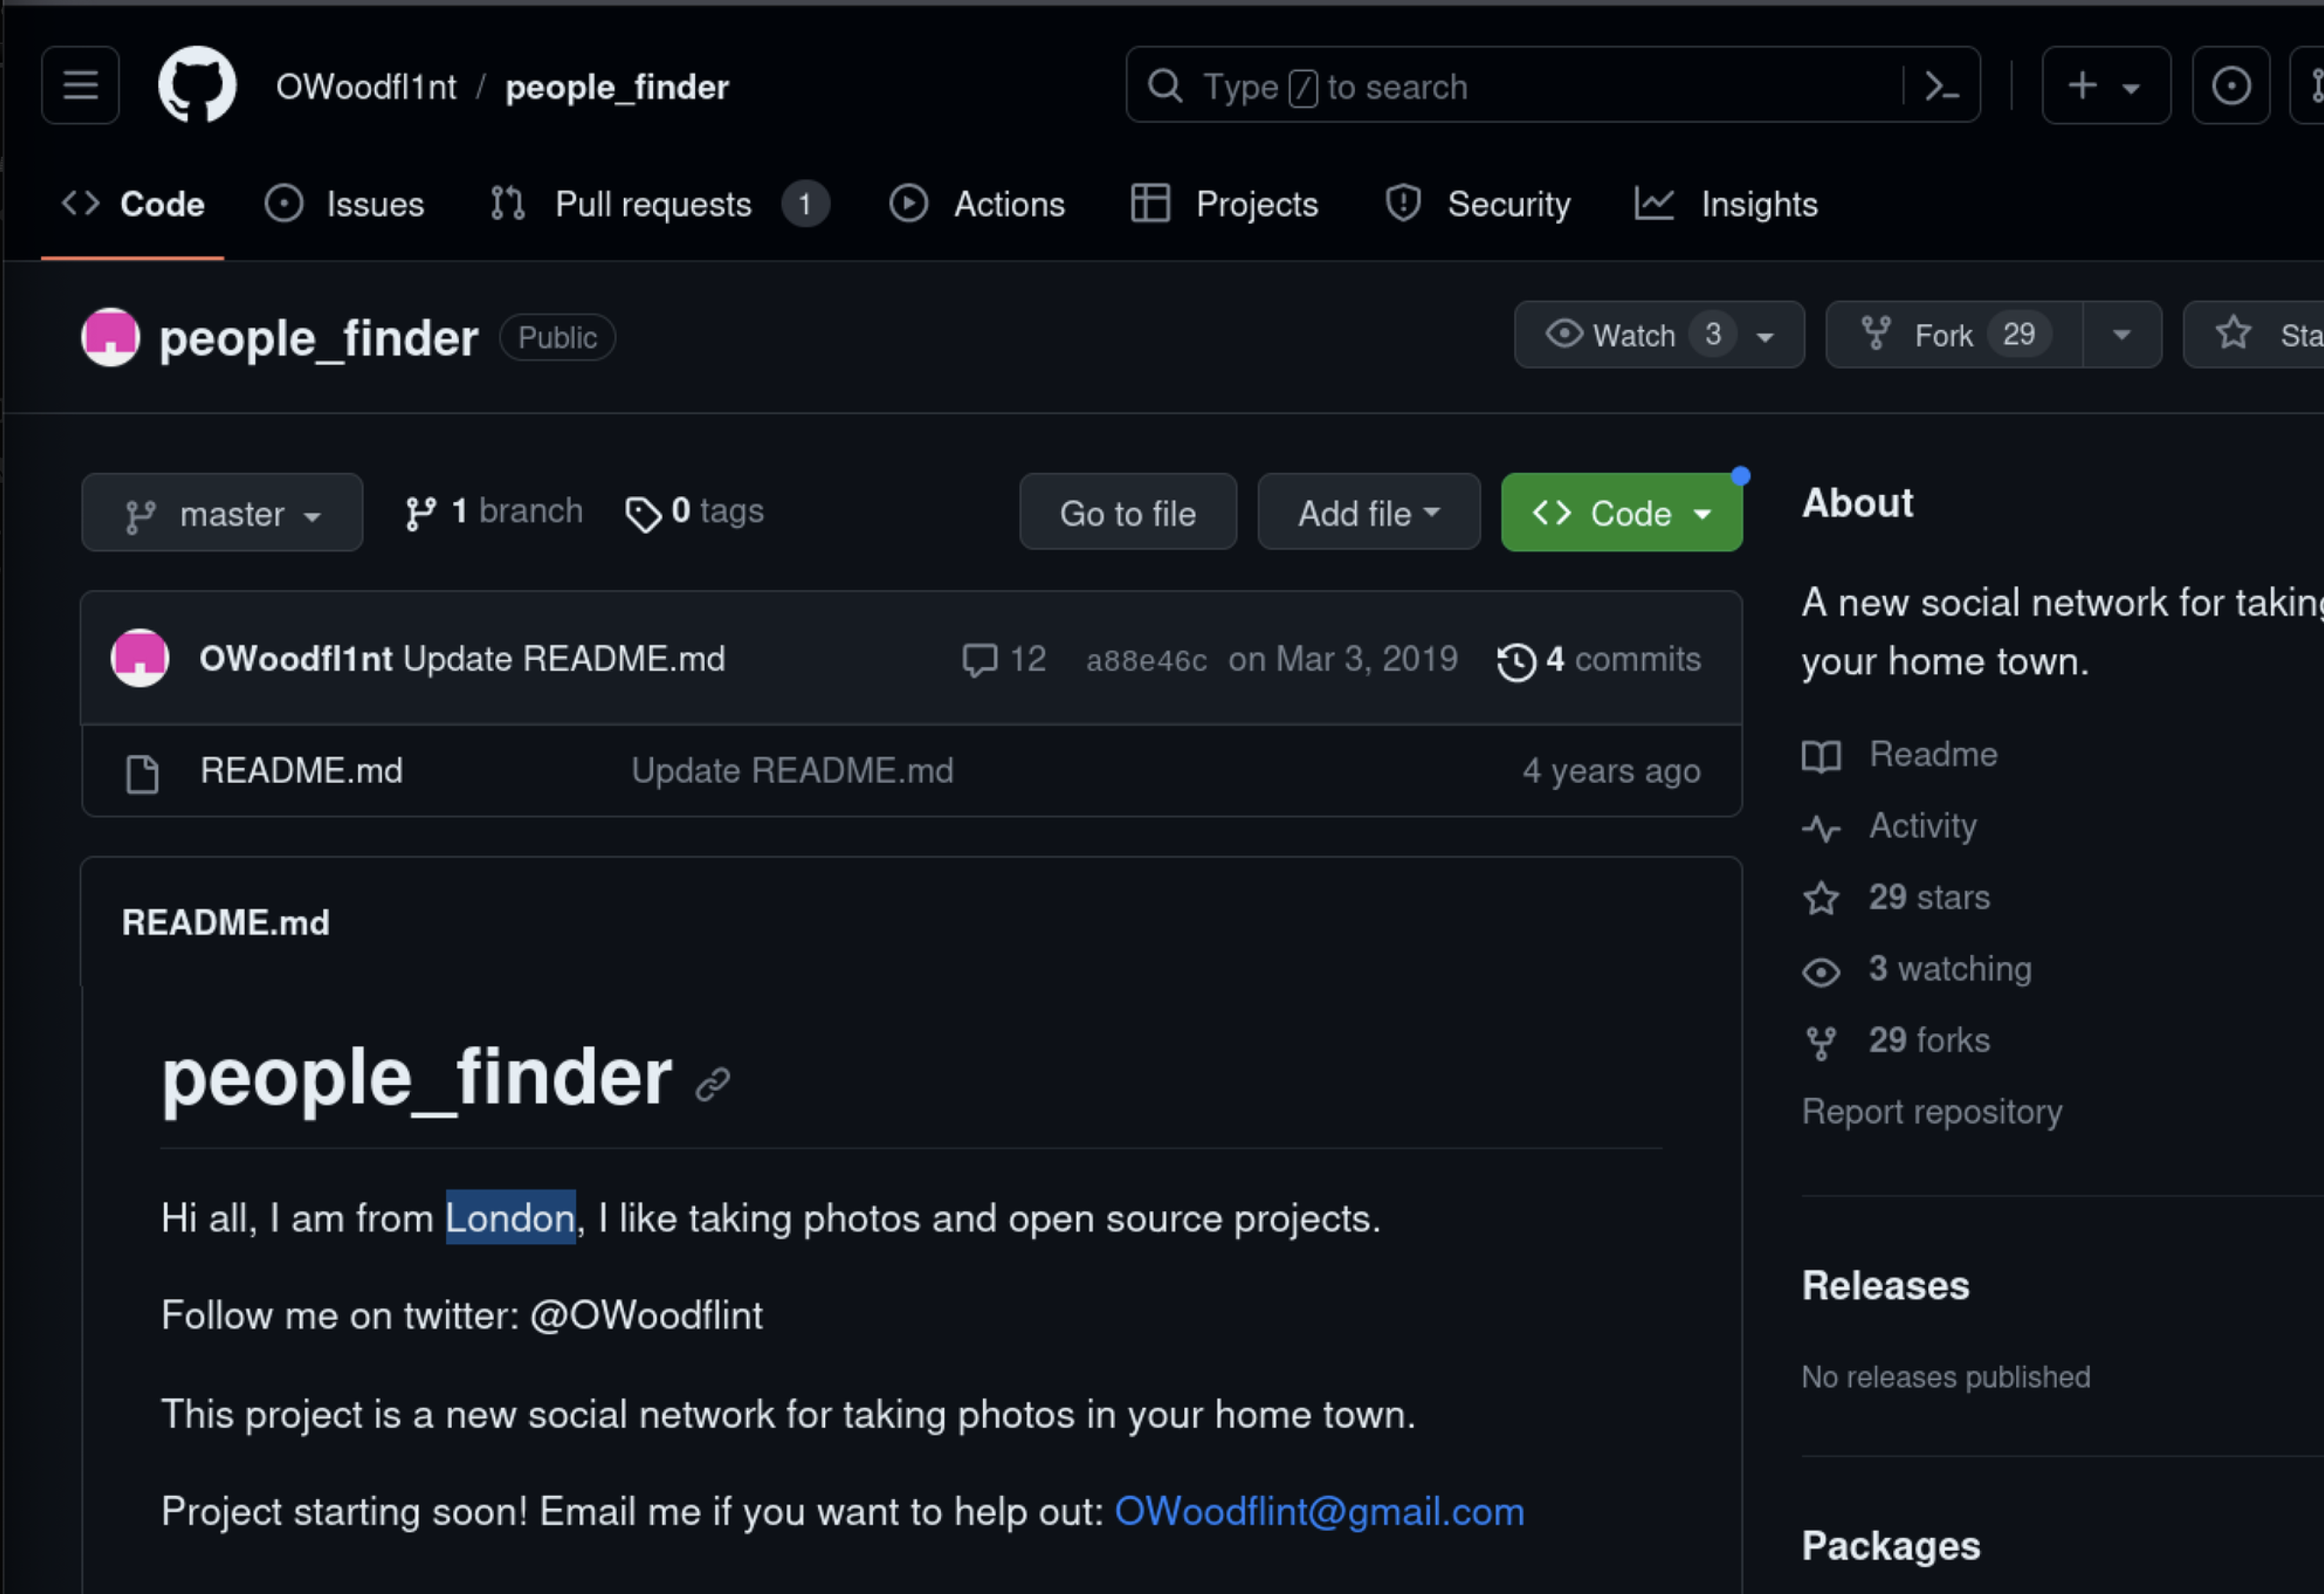 OWoodfl1nt / people_finder
Type / to search
Code Issues Pull requests 1 Actions Projects Security Insights
people_finder Public
Watch 3 Fork 29 Sta
master 1 branch 0 tags Go to file Add file Code
OWoodfl1nt Update README.md 12 a88e46c on Mar 3, 2019 4 commits
README.md Update README.md 4 years ago
README.md
people_finder
Hi all, I am from London, I like taking photos and open source projects.
Follow me on twitter: @OWoodflint
This project is a new social network for taking photos in your home town.
Project starting soon! Email me if you want to help out: OWoodflint@gmail.com
About
A new social network for taking
your home town.
Readme
Activity
29 stars
3 watching
29 forks
Report repository
Releases
No releases published
Packages